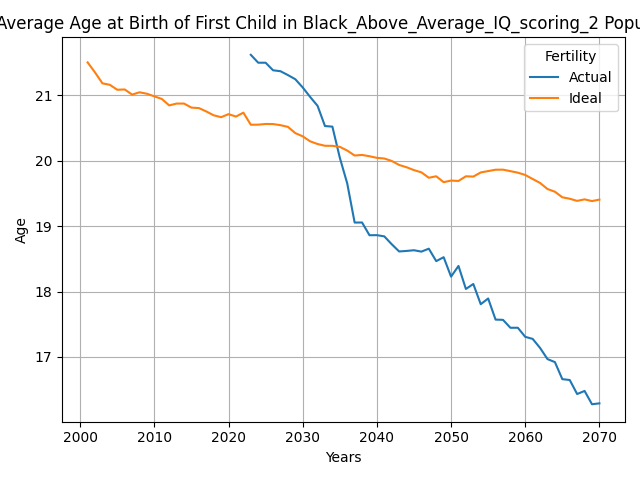 Average Age at Birth of First Child in Black_Above_Average_IQ_scoring_2
Fertility
Actual
Ideal
21
20
19
18
17
Age
2000
2010
2020
2030
2040
2050
2060
2070
Years